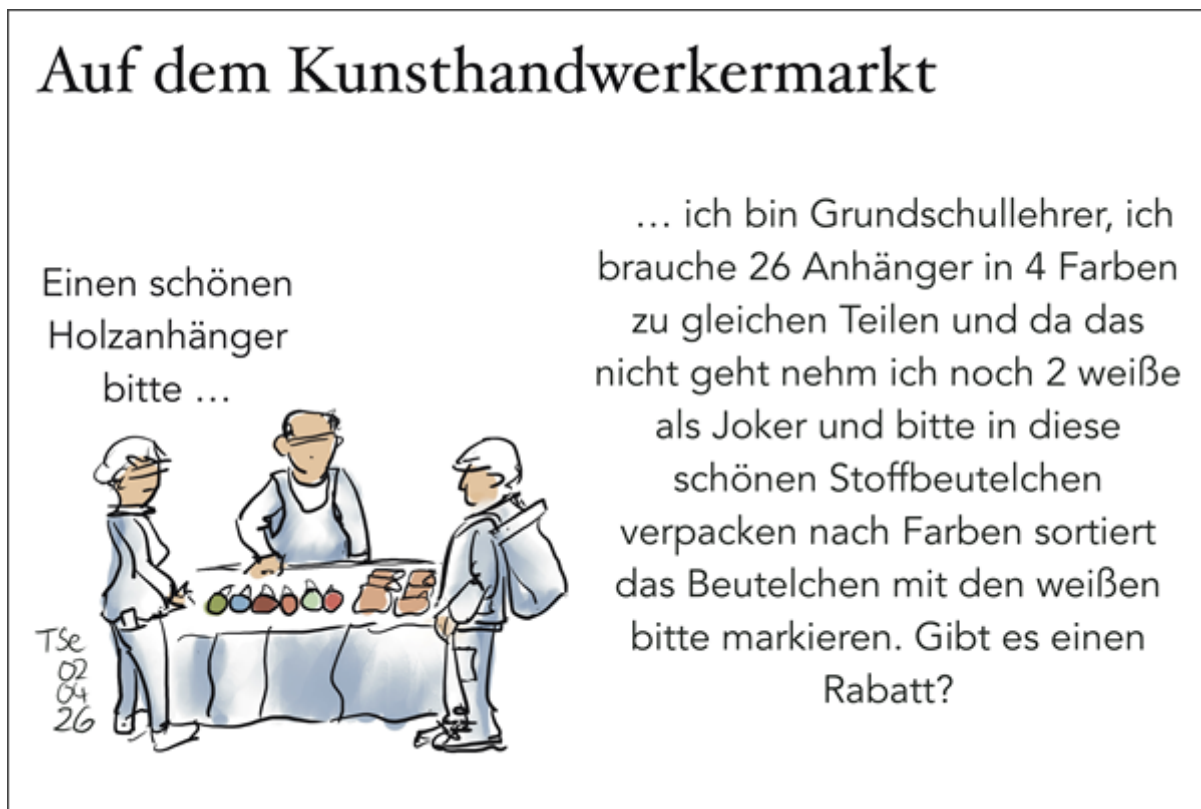 Auf dem Kunsthandwerkermarkt
Einen schönen
Holzanhänger
bitte …
… ich bin Grundschullehrer, ich
brauche 26 Anhänger in 4 Farben
zu gleichen Teilen und da das
nicht geht nehm ich noch 2 weiße
als Joker und bitte in diese
schönen Stoffbeutelchen
verpacken nach Farben sortiert
das Beutelchen mit den weißen
bitte markieren. Gibt es einen
Rabatt?
TSe
02
04
26